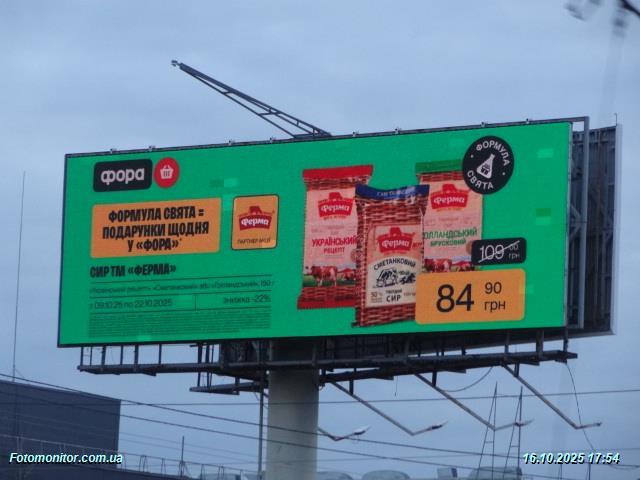 фора
ФОРМУЛА СВЯТА
ФОРМУЛА СВЯТА =
ПОДАРУНКИ ЩОДНЯ
У «ФОРА»
Ферма
ПАРТНЕР АКЦІЇ
СИР ТМ «ФЕРМА»
«Український рецепт», «Сметанковий» або «Голландський», 150 г
з 09.10.25 по 22.10.2025
Знижка -22%
Ферма
УКРАЇНСЬКИЙ
РЕЦЕПТ
Ферма
СМЕТАНКОВИЙ
СИР
Ферма
ГОЛЛАНДСЬКИЙ
БРУСКОВИЙ
109 00 грн
84 90 грн
Fotomonitor.com.ua
16.10.2025 17:54